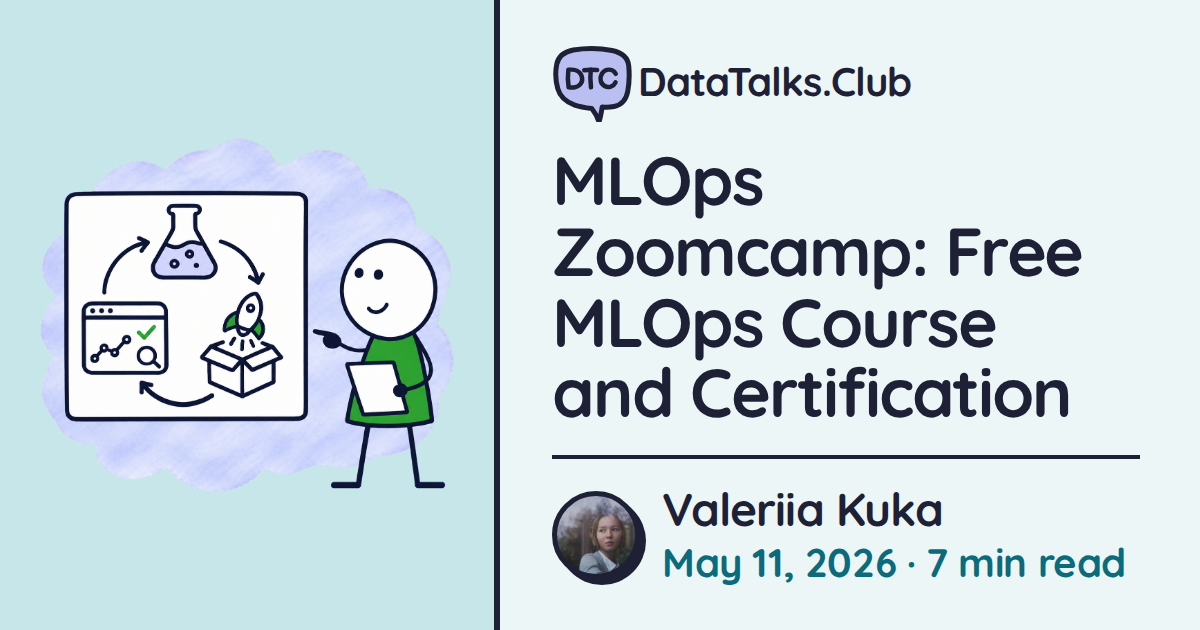 DTC DataTalks.Club
MLOps
Zoomcamp: Free
MLOps Course
and Certification
Valeriia Kuka
May 11, 2026 · 7 min read